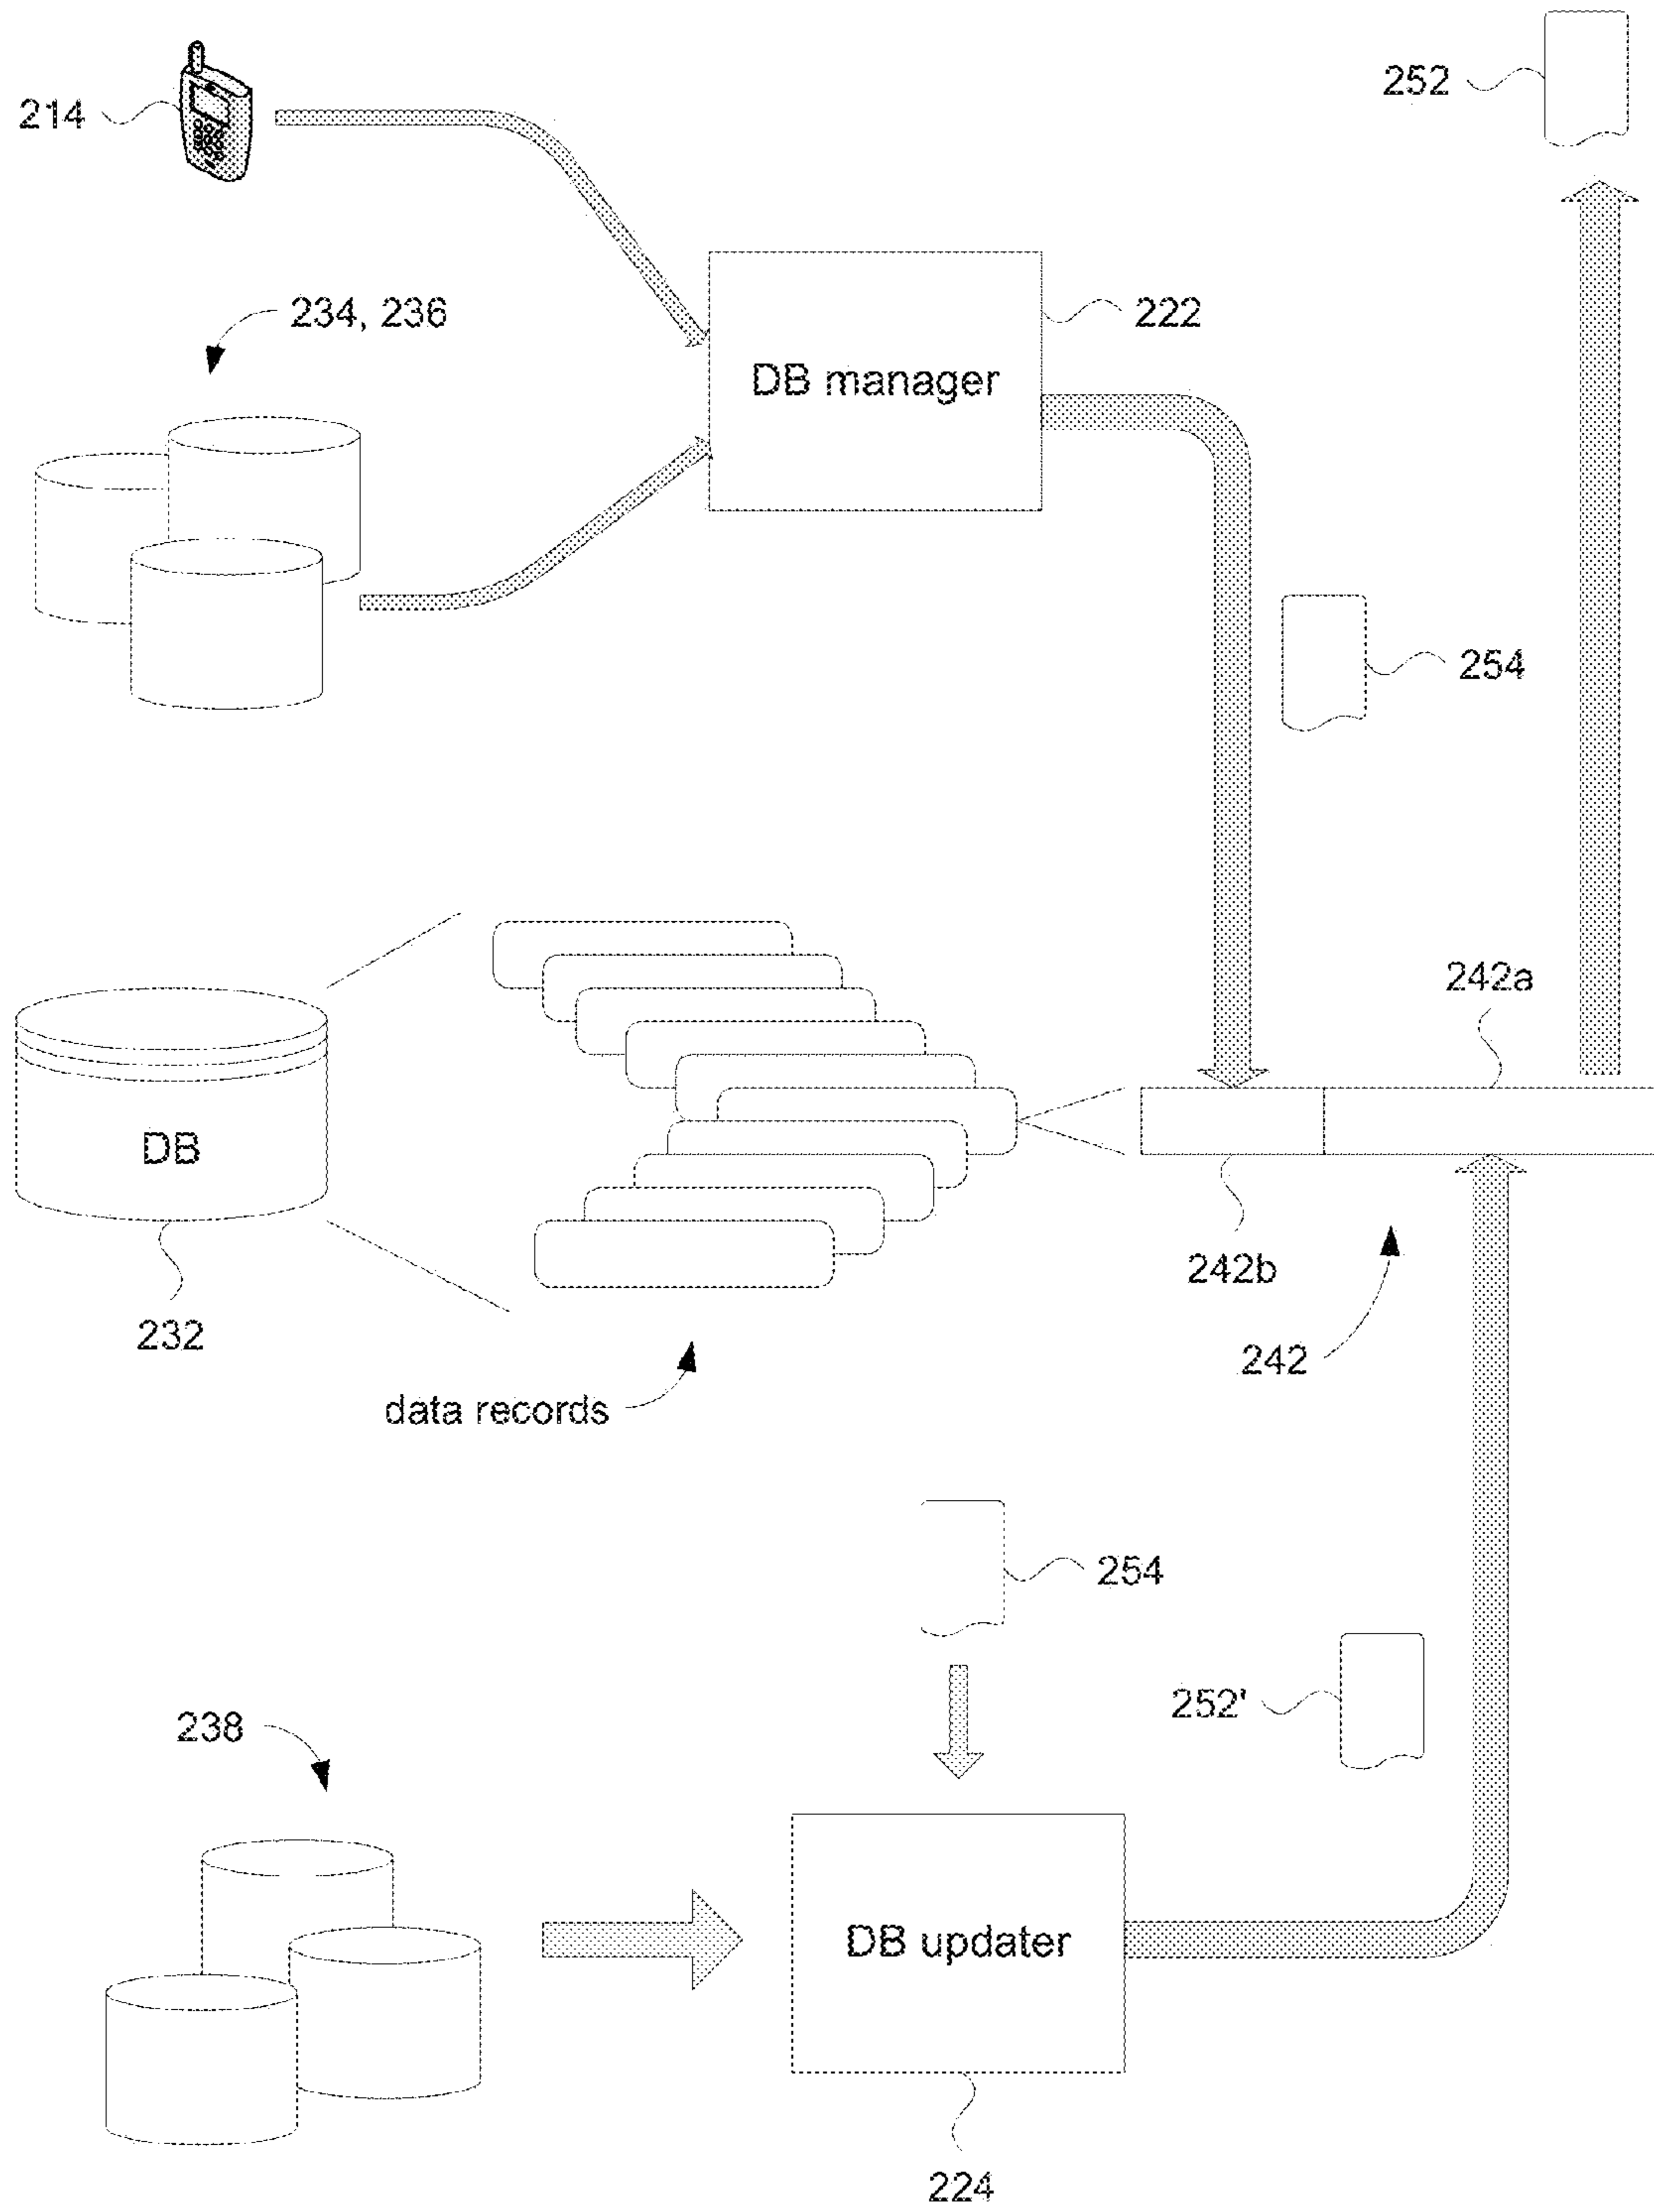 252
214
234, 236
222
DB manager
254
242a
DB
242b
232
242
data records
254
252'
238
DB updater
224